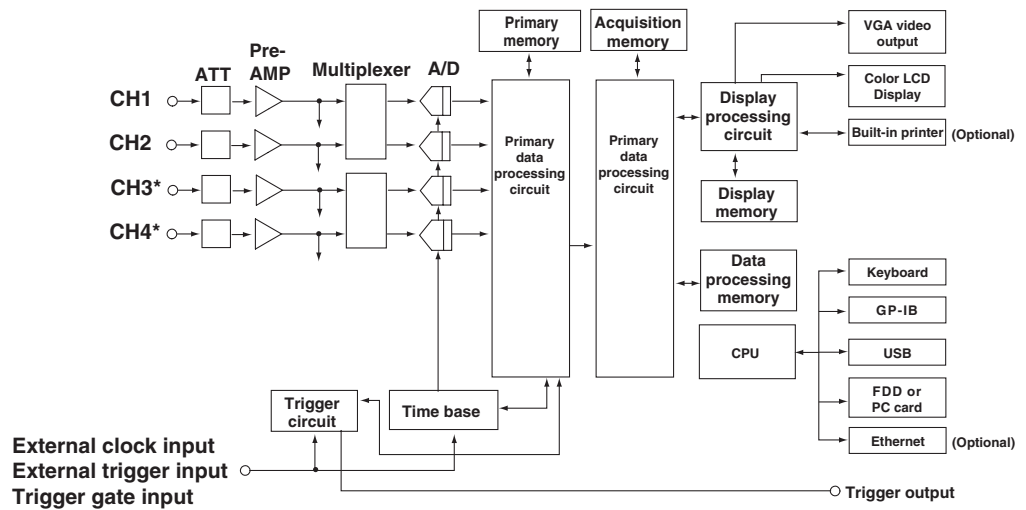 Primary
memory
Acquisition
memory
VGA video
output
Pre-
AMP
ATT
Multiplexer
A/D
Color LCD
Display
CH1
Display
processing
circuit
Built-in printer (Optional)
CH2
Primary
data
processing
circuit
Primary
data
processing
circuit
CH3*
Display
memory
CH4*
Data
processing
memory
Keyboard
GP-IB
CPU
USB
FDD or
PC card
Trigger
circuit
Time base
Ethernet (Optional)
External clock input
External trigger input
Trigger gate input
Trigger output